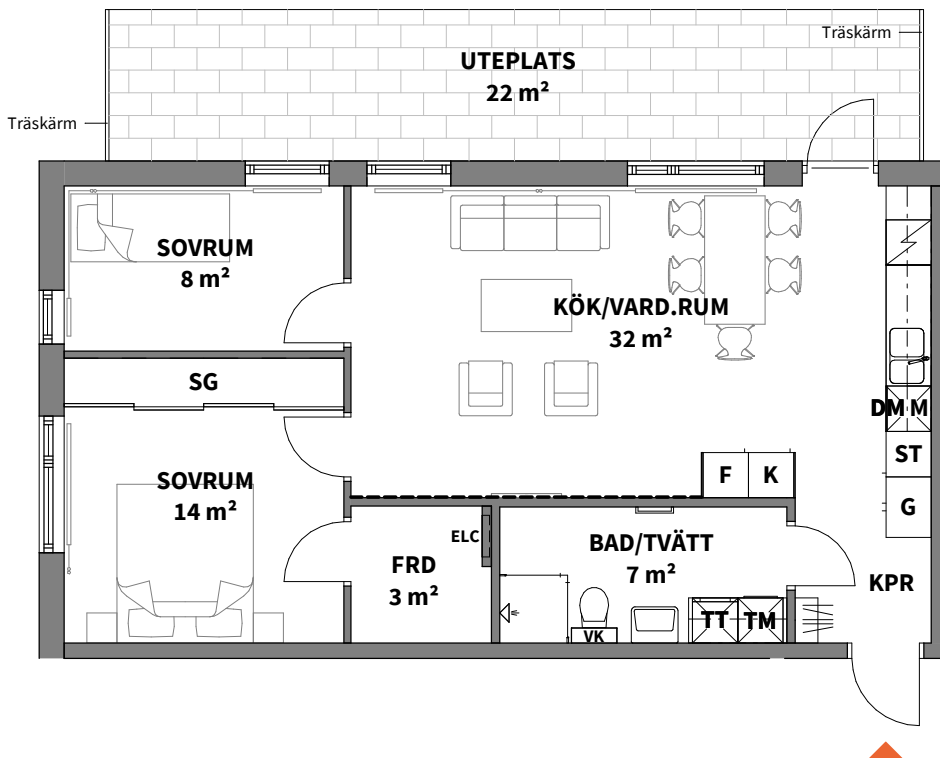 Träskärm
UTEPLATS
22 m²
Träskärm
SOVRUM
8 m²
KÖK/VARD.RUM
32 m²
SG
DM M
ST
F
K
SOVRUM
14 m²
G
ELC
BAD/TVÄTT
7 m²
FRD
3 m²
KPR
TT
TM
VK